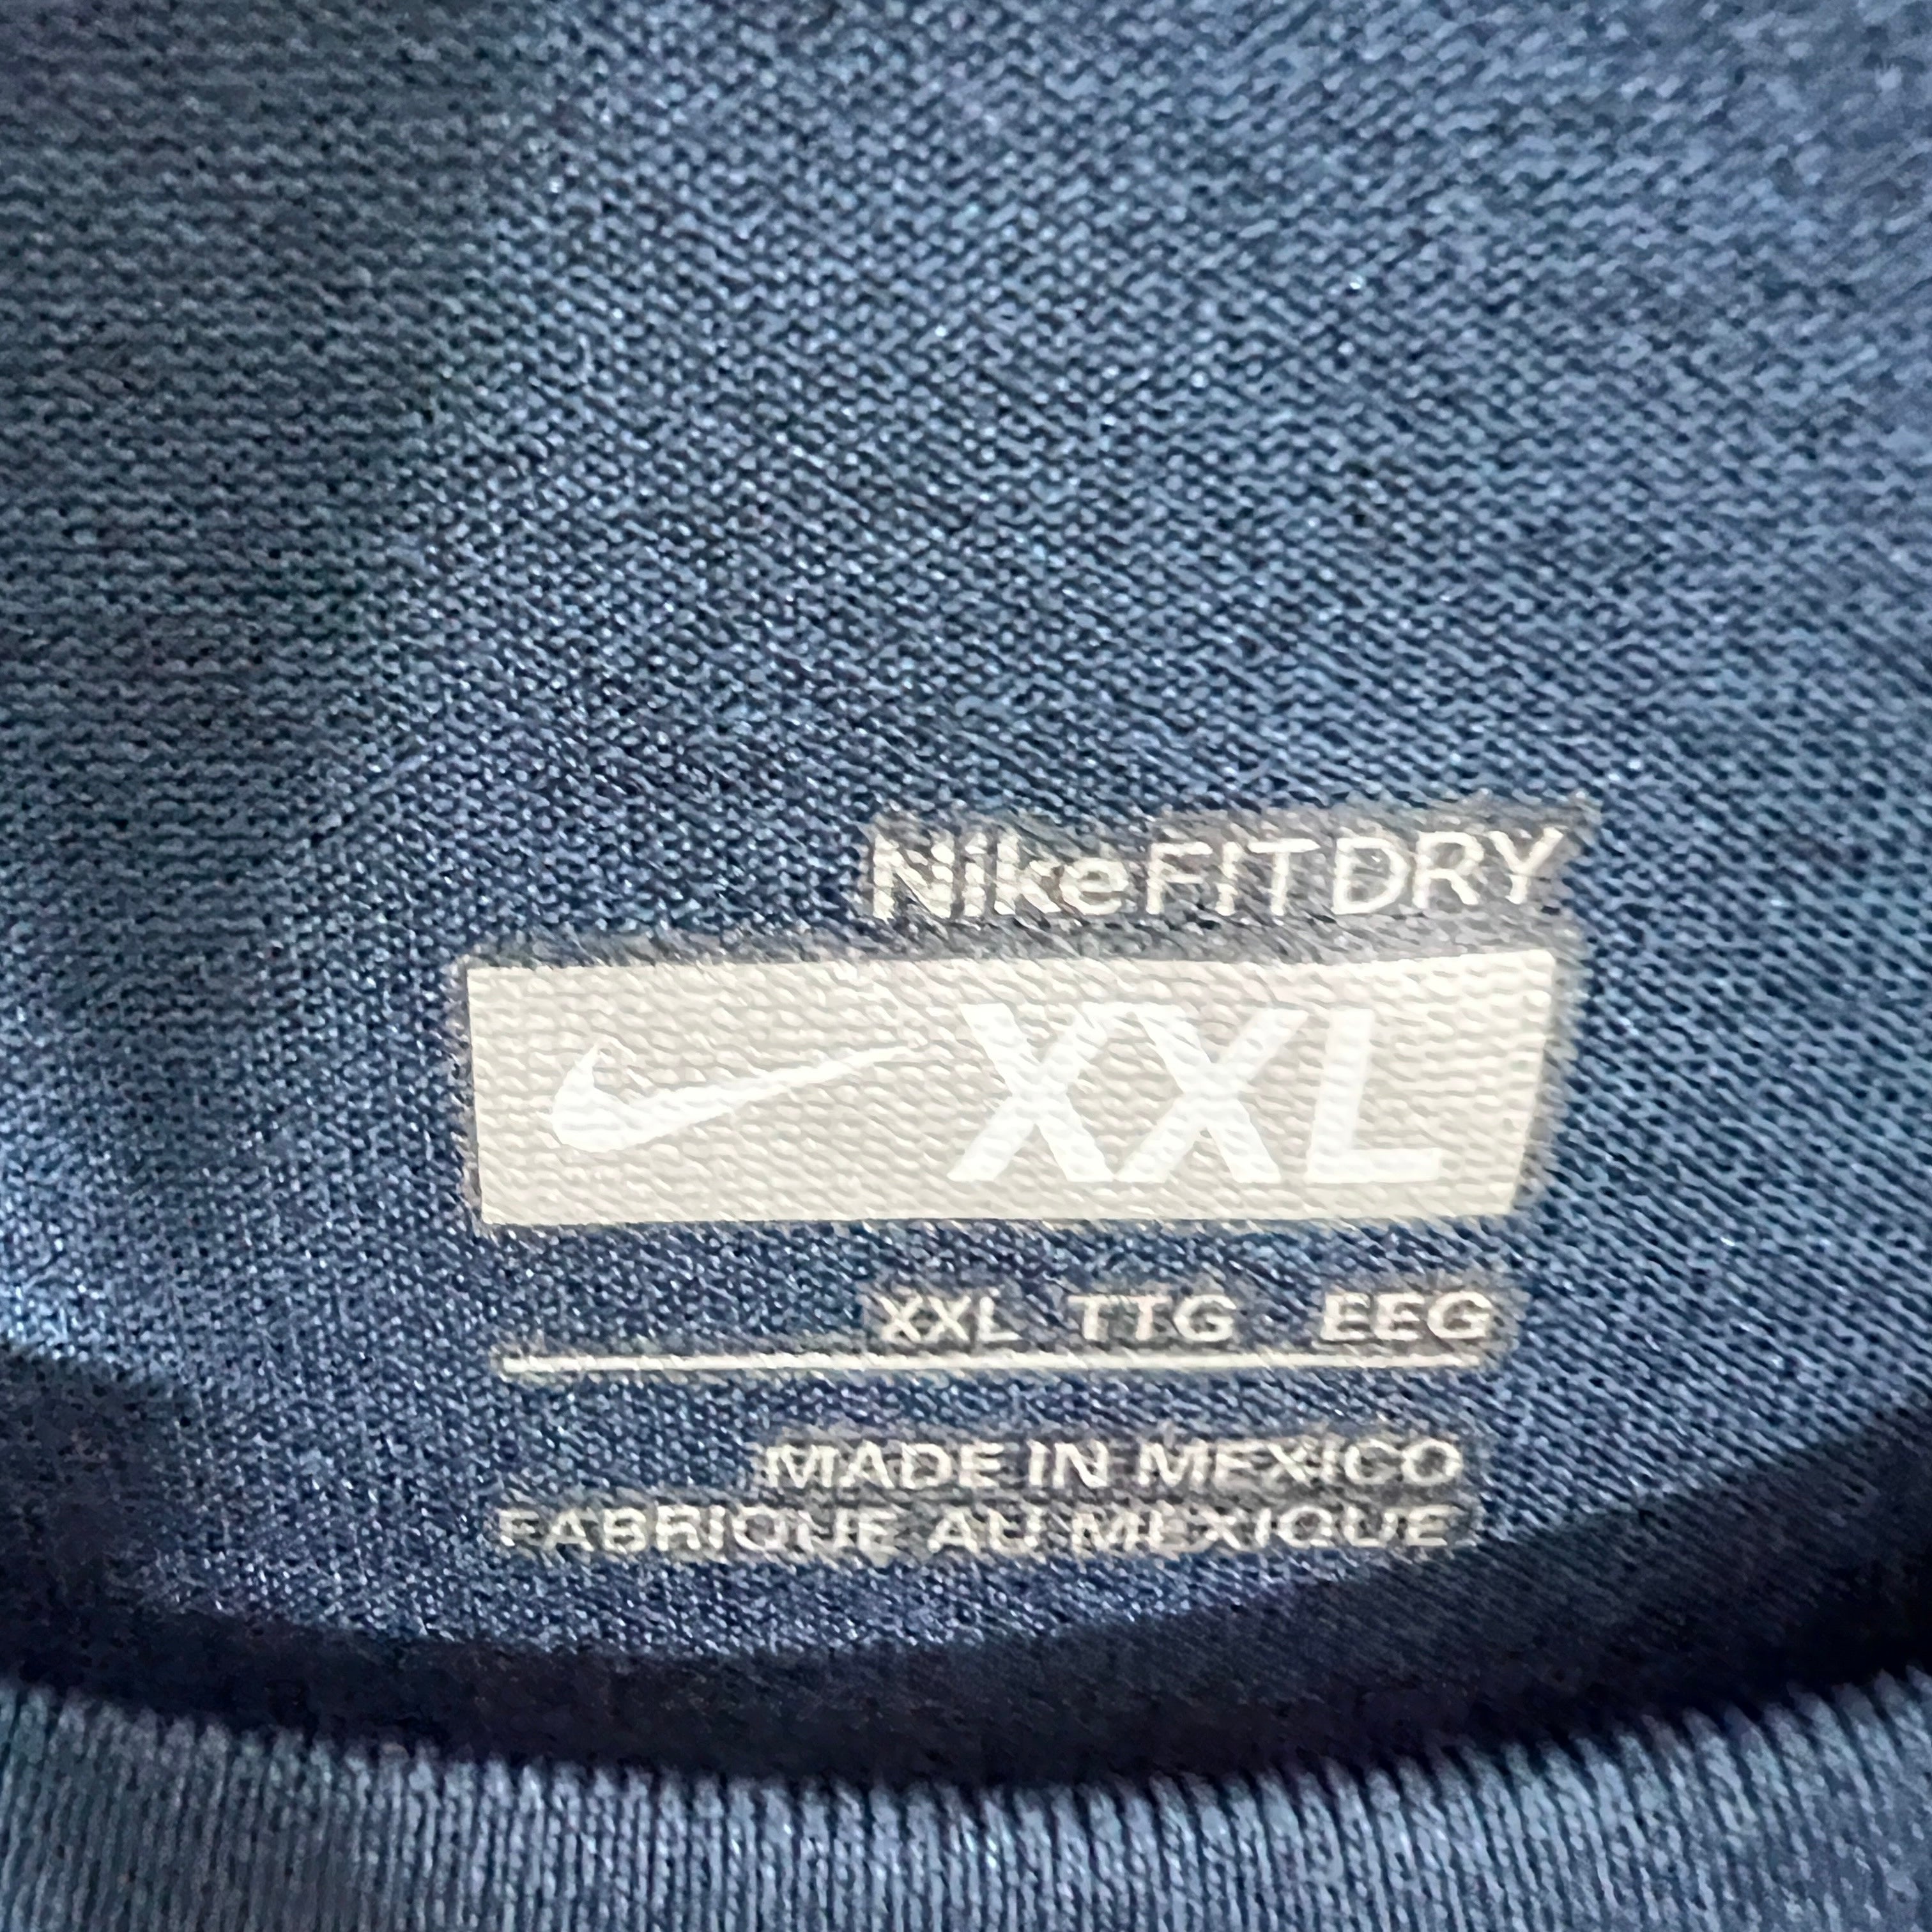 NikeFITDRY
XXL
XXL TTG EEG
MADE IN MEXICO
FABRIQUE AU MEXIQUE